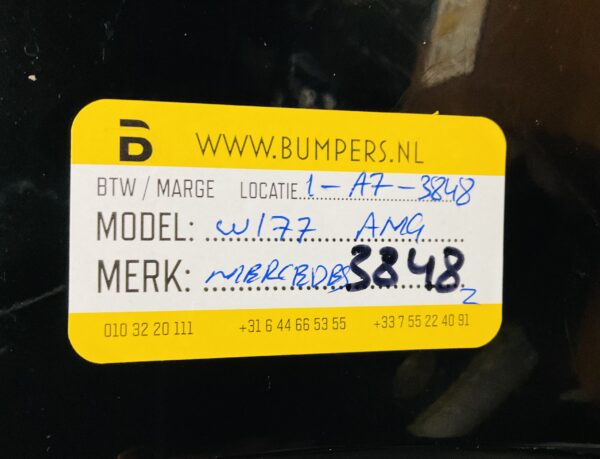 B WWW.BUMPERS.NL
BTW / MARGE LOCATIE 1-A7-3848
MODEL: W177 AMG
MERK: MERCEDES 3848 2
010 32 20 111 +31 6 44 66 53 55 +33 7 55 22 40 91